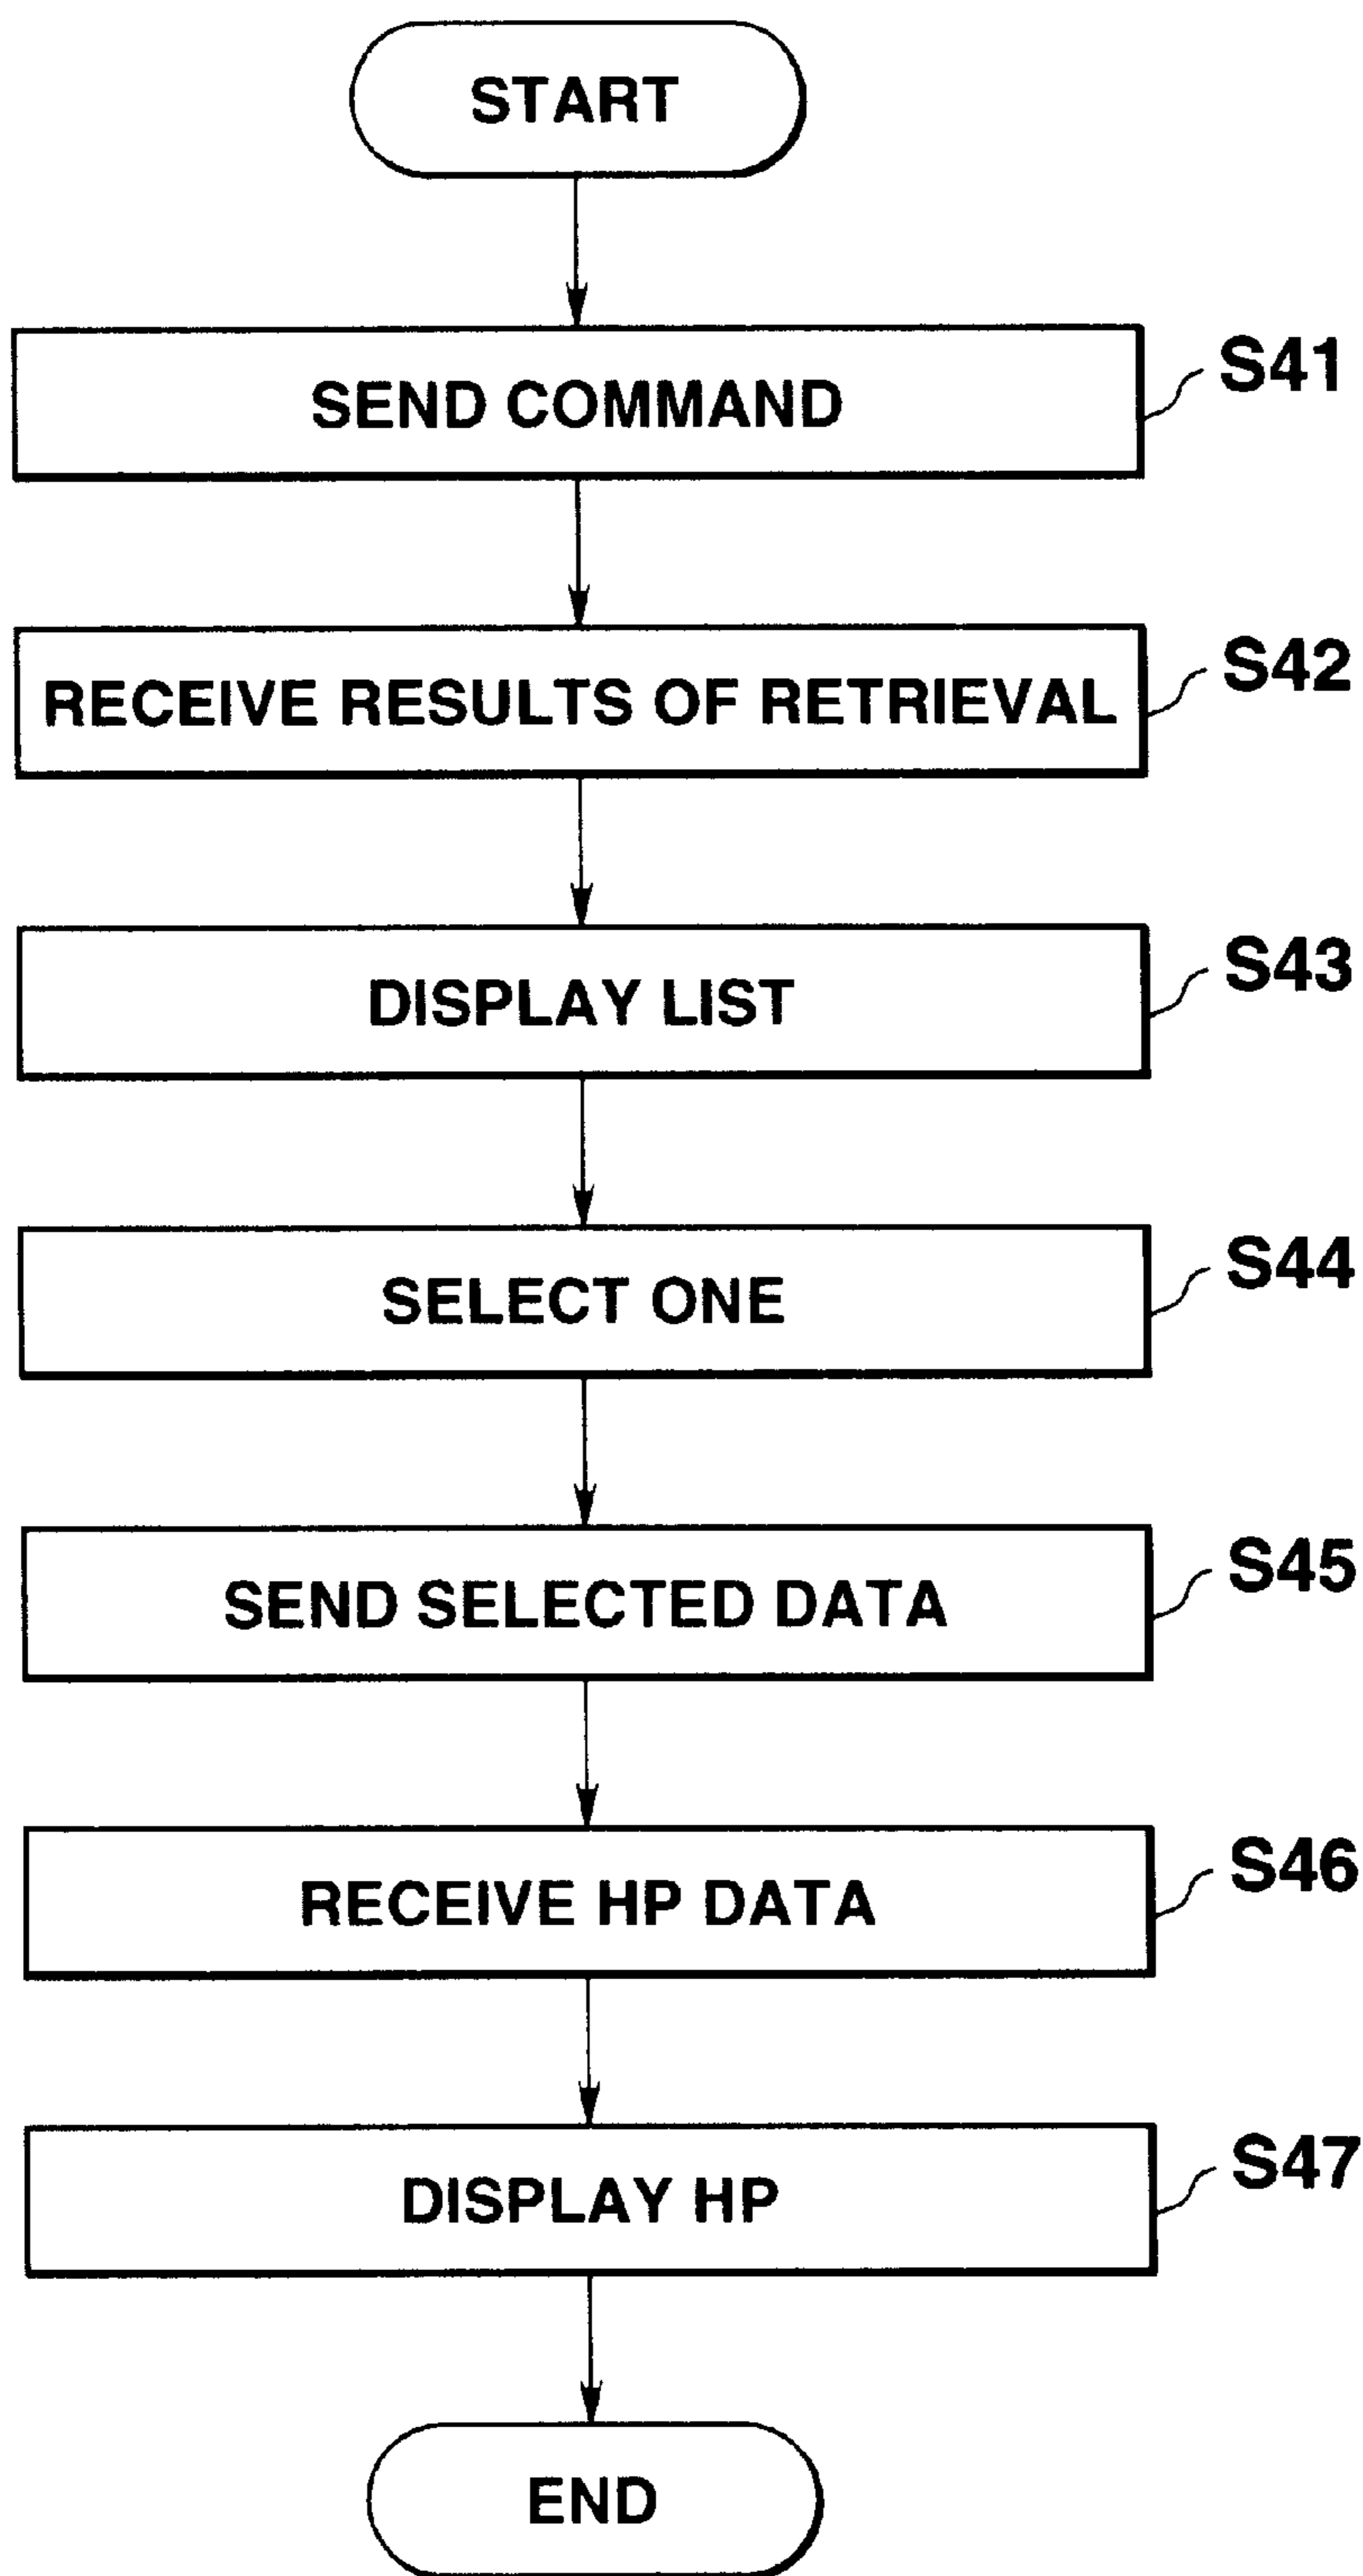 START
SEND COMMAND
S41
RECEIVE RESULTS OF RETRIEVAL
S42
DISPLAY LIST
S43
SELECT ONE
S44
SEND SELECTED DATA
S45
RECEIVE HP DATA
S46
DISPLAY HP
S47
END